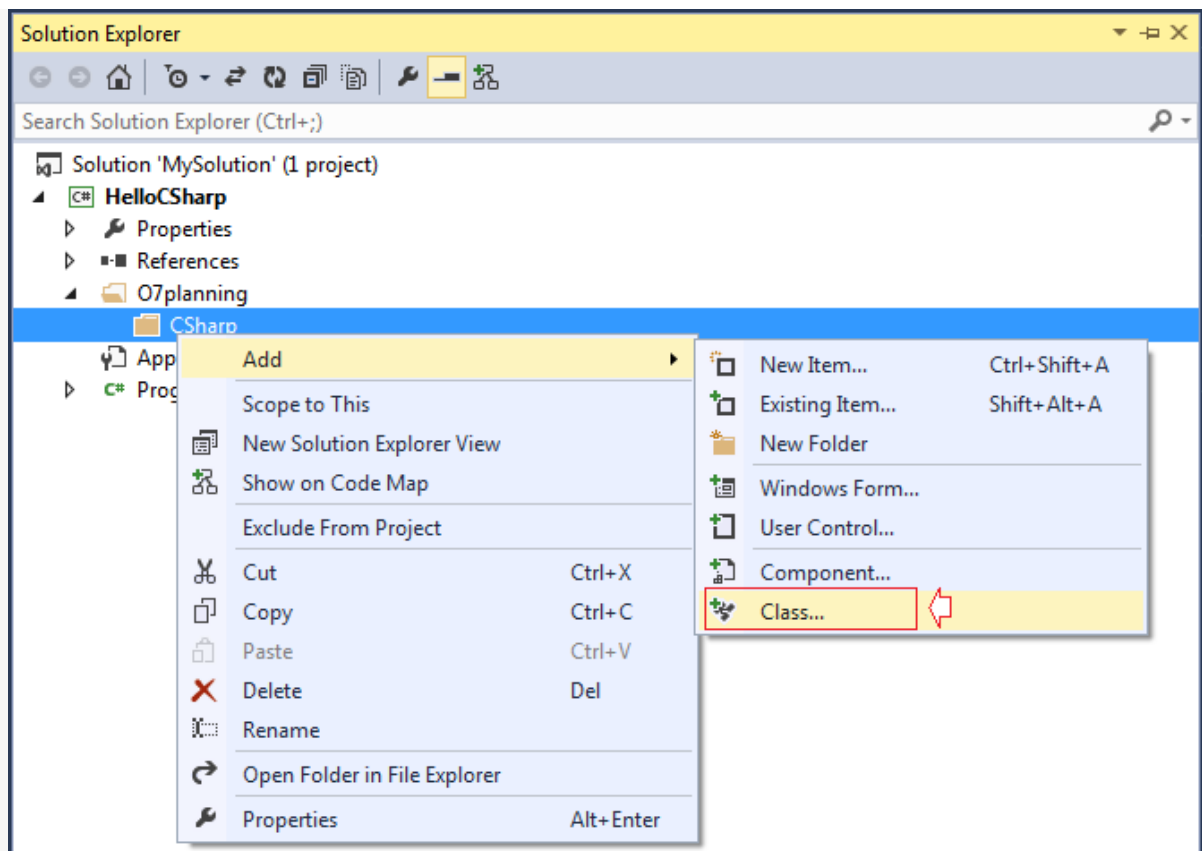 Solution Explorer
Search Solution Explorer (Ctrl+;)
Solution 'MySolution' (1 project)
C# HelloCSharp
Properties
References
O7planning
CSharp
App
C# Prog
Add
Scope to This
New Solution Explorer View
Show on Code Map
Exclude From Project
Cut Ctrl+X
Copy Ctrl+C
Paste Ctrl+V
Delete Del
Rename
Open Folder in File Explorer
Properties Alt+Enter
New Item... Ctrl+Shift+A
Existing Item... Shift+Alt+A
New Folder
Windows Form...
User Control...
Component...
Class...